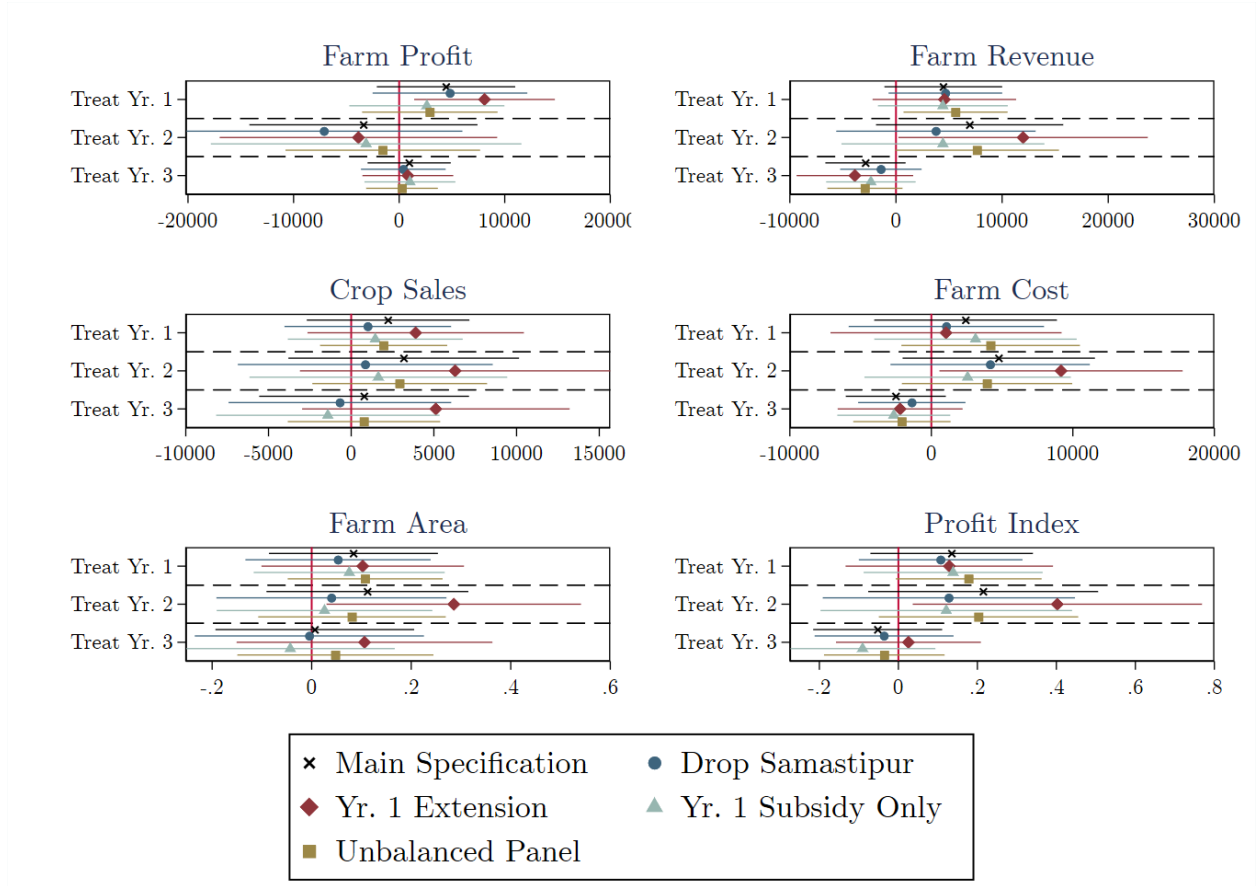 Farm Profit
Treat Yr. 1
Treat Yr. 2
Treat Yr. 3
-20000 -10000 0 10000 20000
Farm Revenue
Treat Yr. 1
Treat Yr. 2
Treat Yr. 3
-10000 0 10000 20000 30000
Crop Sales
Treat Yr. 1
Treat Yr. 2
Treat Yr. 3
-10000 -5000 0 5000 10000 15000
Farm Cost
Treat Yr. 1
Treat Yr. 2
Treat Yr. 3
-10000 0 10000 20000
Farm Area
Treat Yr. 1
Treat Yr. 2
Treat Yr. 3
-.2 0 .2 .4 .6
Profit Index
Treat Yr. 1
Treat Yr. 2
Treat Yr. 3
-.2 0 .2 .4 .6 .8
Main Specification
Drop Samastipur
Yr. 1 Extension
Yr. 1 Subsidy Only
Unbalanced Panel